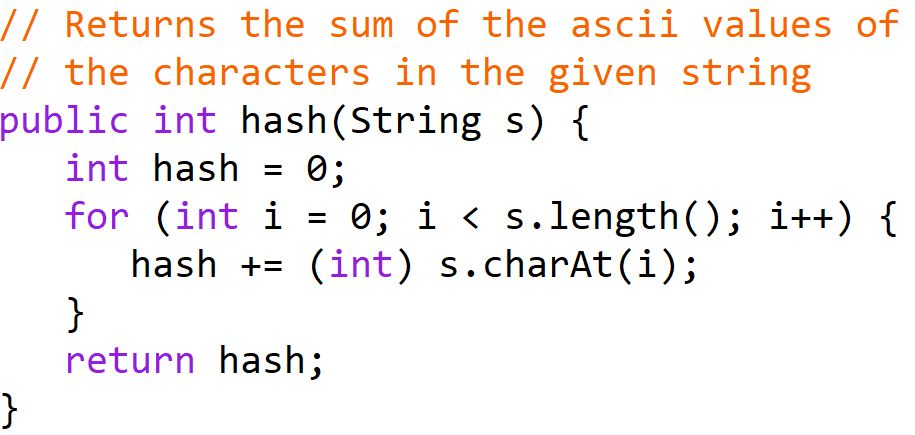 // Returns the sum of the ascii values of
// the characters in the given string
public int hash(String s) {
   int hash = 0;
   for (int i = 0; i < s.length(); i++) {
      hash += (int) s.charAt(i);
   }
   return hash;
}